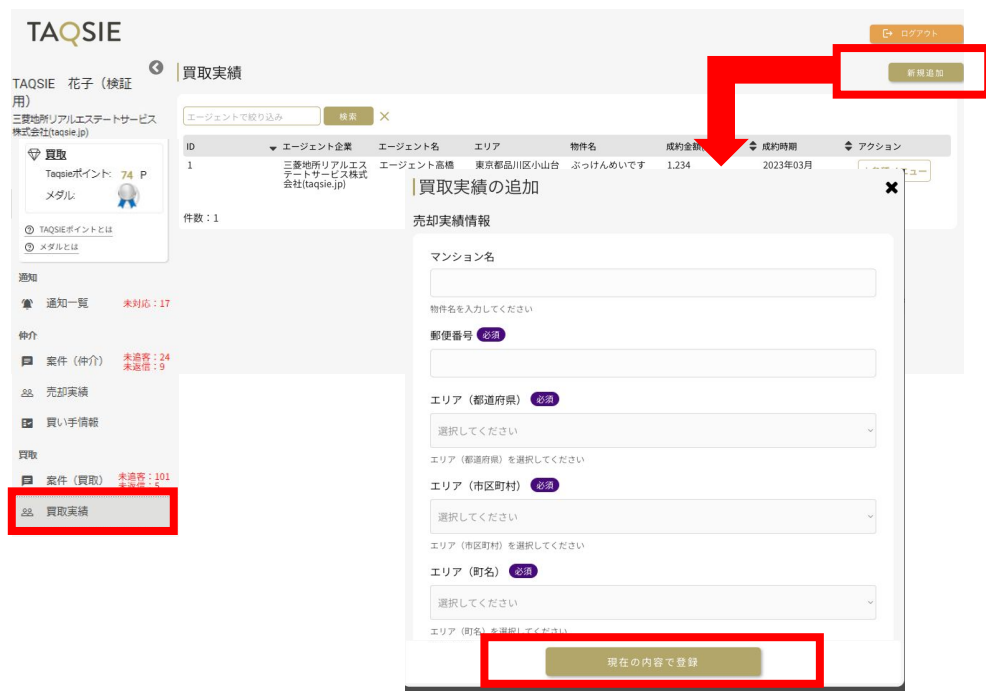 TAQSIE
ログアウト
TAQSIE 花子（検証
用）
三菱地所リアルエステートサービス
株式会社(taqsie.jp)
買取
Taqsieポイント: 74 P
メダル:
TAQSIEポイントとは
メダルとは
通知
通知一覧 未対応：17
仲介
案件（仲介） 未追客：24
未返信：9
売却実績
買い手情報
買取
案件（買取） 未追客：101
未返信：5
買取実績
買取実績
新規追加
エージェントで絞り込み 検索
ID エージェント企業 エージェント名 エリア 物件名 成約金額 成約時期 アクション
1 三菱地所リアルエス エージェント高橋 東京都品川区小山台 ぶっけんめいです 1,234 2023年03月
テートサービス株式
会社(taqsie.jp)
件数：1
買取実績の追加
売却実績情報
マンション名
物件名を入力してください
郵便番号 必須
エリア（都道府県） 必須
選択してください
エリア（都道府県）を選択してください
エリア（市区町村） 必須
選択してください
エリア（市区町村）を選択してください
エリア（町名） 必須
選択してください
エリア（町名）を選択してください
現在の内容で登録